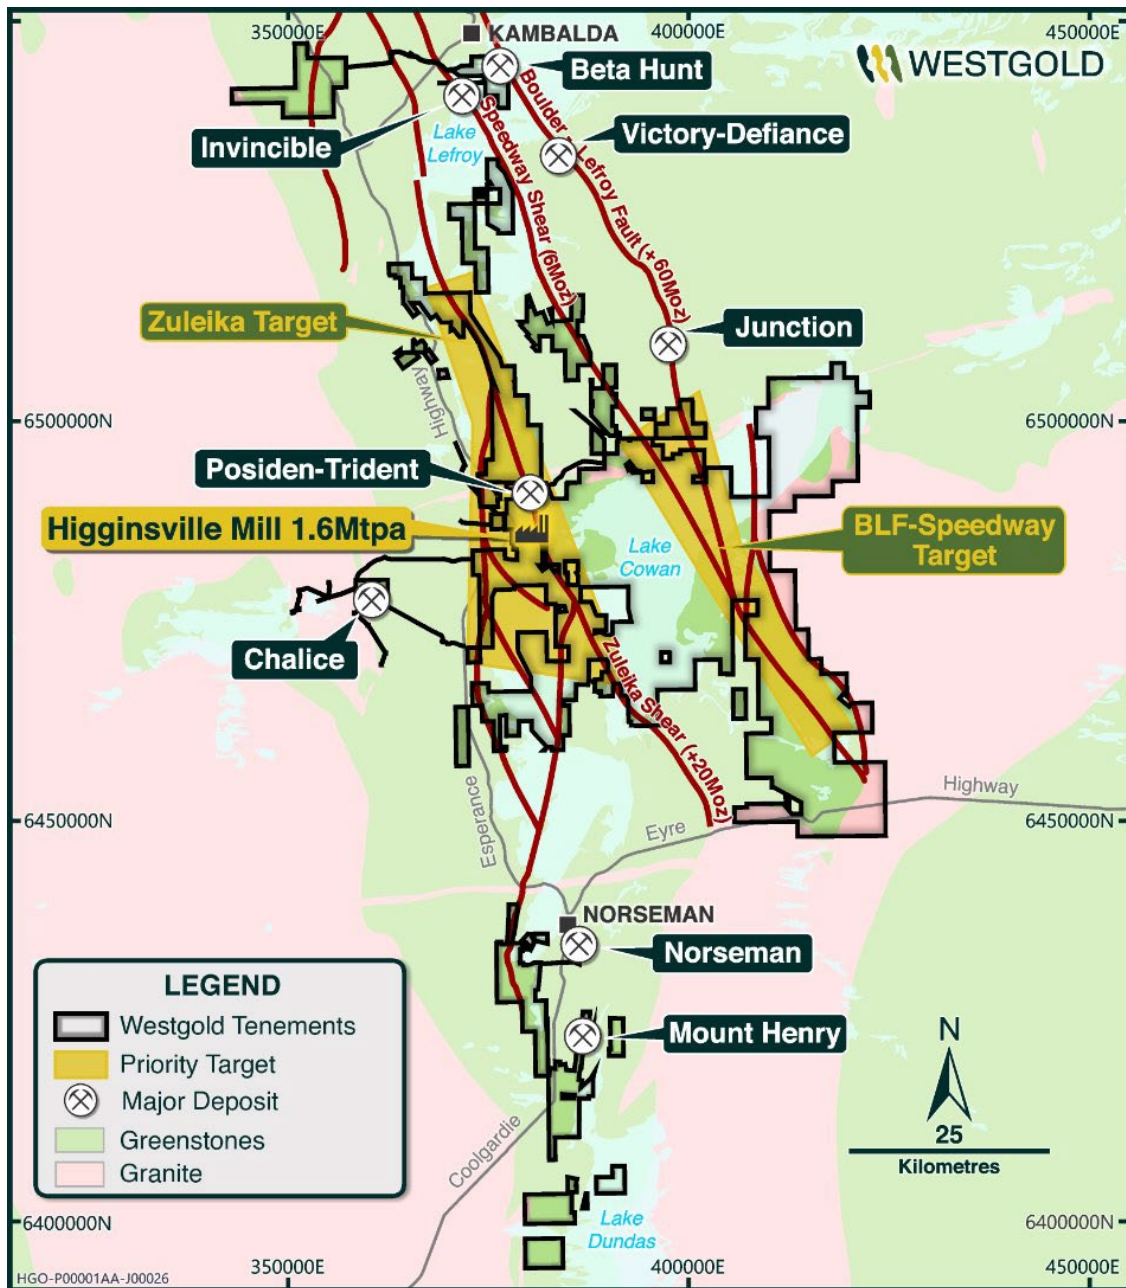 350000E
400000E
450000E
KAMBALDA
WESTGOLD
Beta Hunt
Invincible
Victory-Defiance
Lake
Lefroy
Speedway Shear (6Moz)
Boulder - Lefroy Fault (+60Moz)
Zuleika Target
Junction
Highway
6500000N
6500000N
Posiden-Trident
Higginsville Mill 1.6Mtpa
BLF-Speedway
Target
Lake
Cowan
Chalice
Zuleika Shear (+20Moz)
Esperance
Highway
Eyre
6450000N
6450000N
NORSEMAN
Norseman
Mount Henry
LEGEND
Westgold Tenements
Priority Target
Major Deposit
Greenstones
Granite
N
25
Kilometres
Coolgardie
Lake
Dundas
6400000N
6400000N
HGO-P00001AA-J00026
350000E
400000E
450000E